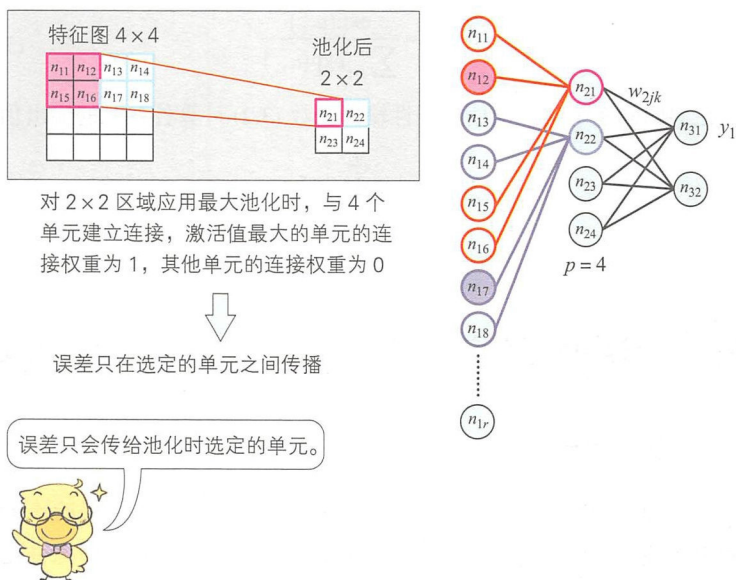 特征图 4×4
池化后
2×2
n11 n12 n13 n14
n15 n16 n17 n18
n21 n22
n23 n24
对 2×2 区域应用最大池化时，与 4 个
单元建立连接，激活值最大的单元的连
接权重为 1，其他单元的连接权重为 0
误差只在选定的单元之间传播
误差只会传给池化时选定的单元。
n11
n12
n13
n14
n15
n16
n17
n18
n1r
n21
n22
n23
n24
p = 4
w2jk
n31
n32
y1